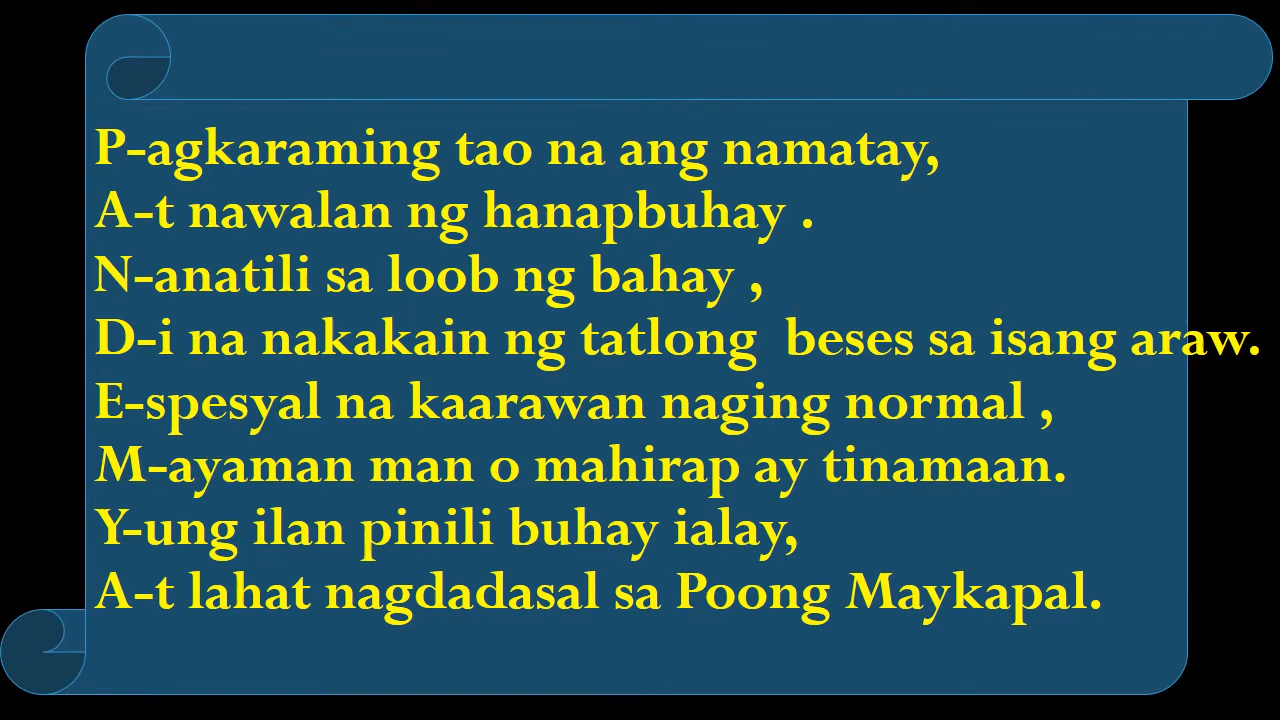 P-agkaraming tao na ang namatay,
A-t nawalan ng hanapbuhay .
N-anatili sa loob ng bahay ,
D-i na nakakain ng tatlong  beses sa isang araw.
E-spesyal na kaarawan naging normal ,
M-ayaman man o mahirap ay tinamaan.
Y-ung ilan pinili buhay ialay,
A-t lahat nagdadasal sa Poong Maykapal.